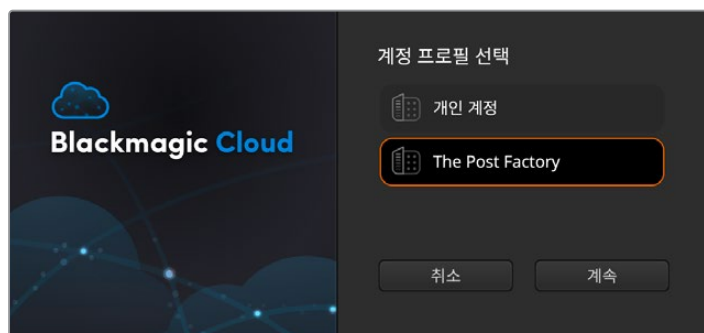 Blackmagic Cloud
계정 프로필 선택
개인 계정
The Post Factory
취소
계속